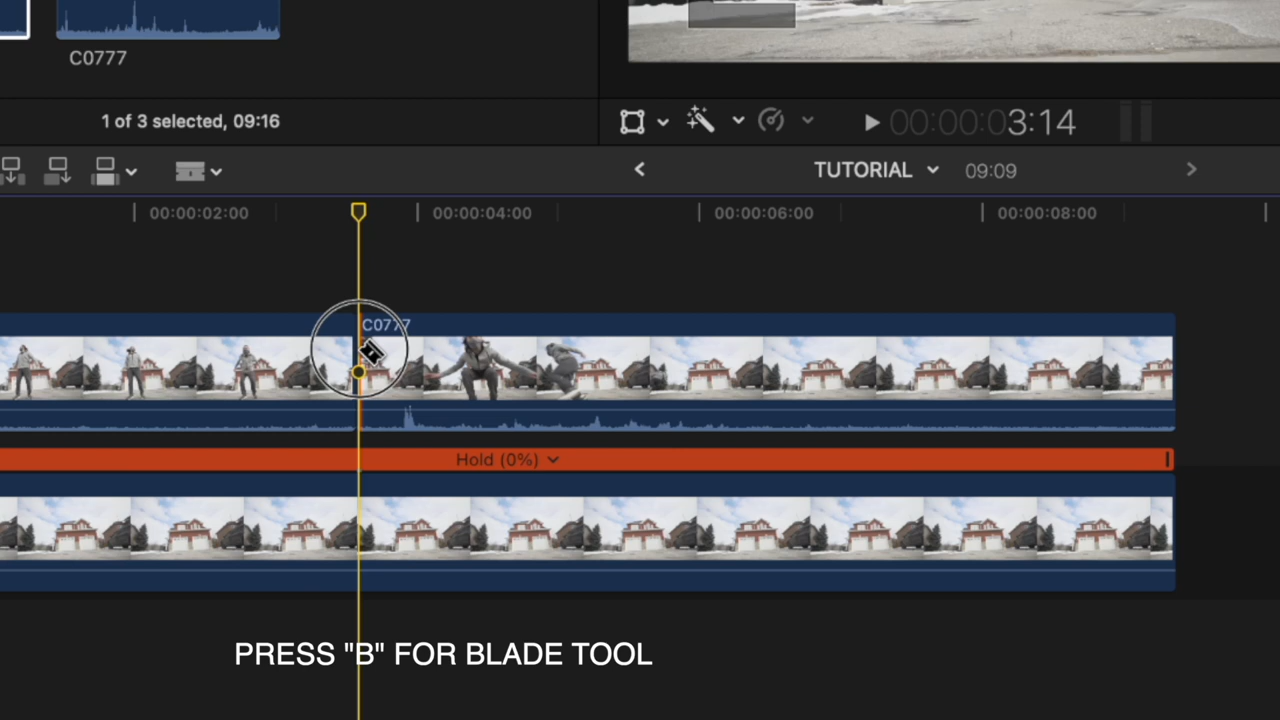 C0777
1 of 3 selected, 09:16
00:00:03:14
TUTORIAL 09:09
00:00:02:00 00:00:04:00 00:00:06:00 00:00:08:00
C0777
Hold (0%)
PRESS "B" FOR BLADE TOOL